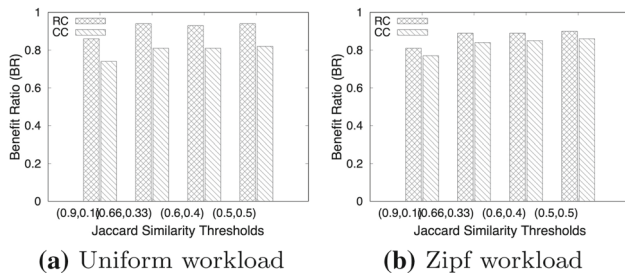 1
RC
CC
0.8
0.6
0.4
0.2
0
Benefit Ratio (BR)
(0.9,0.1) (0.66,0.33) (0.6,0.4) (0.5,0.5)
Jaccard Similarity Thresholds
(a) Uniform workload
1
RC
CC
0.8
0.6
0.4
0.2
0
Benefit Ratio (BR)
(0.9,0.1) (0.66,0.33) (0.6,0.4) (0.5,0.5)
Jaccard Similarity Thresholds
(b) Zipf workload